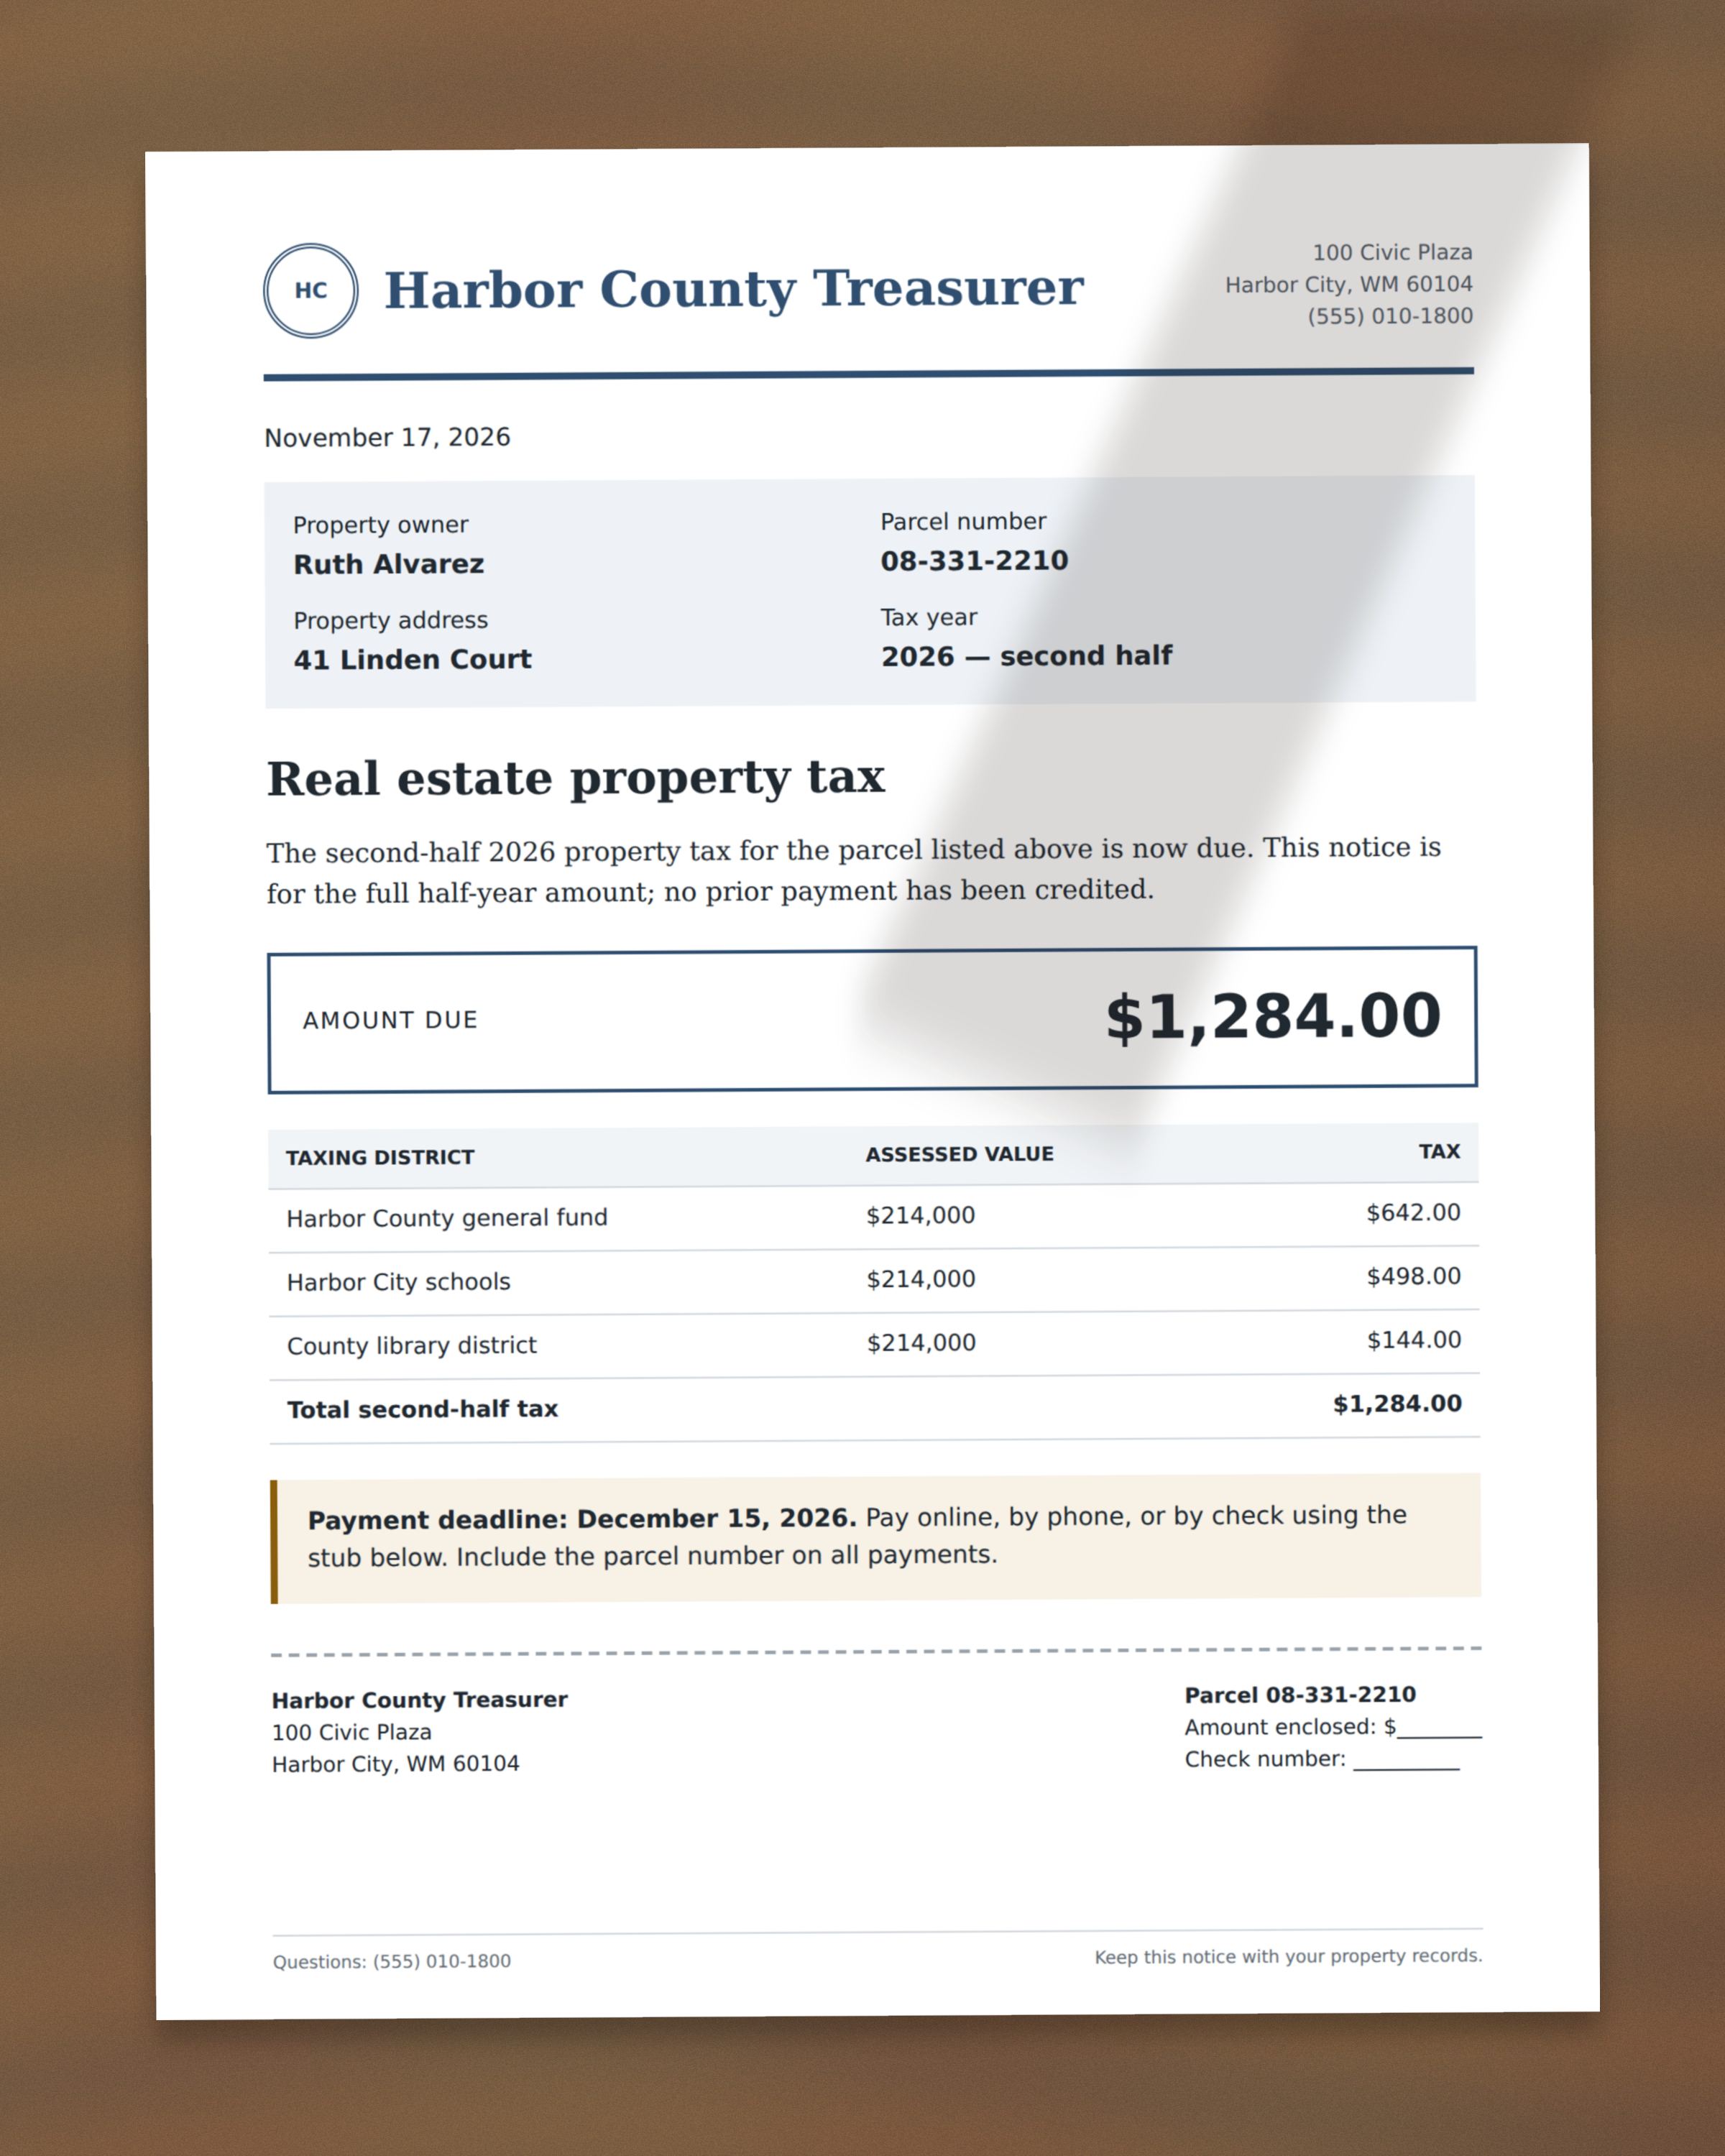 HC
Harbor County Treasurer
100 Civic Plaza
Harbor City, WM 60104
(555) 010-1800
November 17, 2026
Property owner
Ruth Alvarez
Parcel number
08-331-2210
Property address
41 Linden Court
Tax year
2026 — second half
Real estate property tax
The second-half 2026 property tax for the parcel listed above is now due. This notice is
for the full half-year amount; no prior payment has been credited.
AMOUNT DUE $1,284.00
TAXING DISTRICT ASSESSED VALUE TAX
Harbor County general fund $214,000 $642.00
Harbor City schools $214,000 $498.00
County library district $214,000 $144.00
Total second-half tax $1,284.00
Payment deadline: December 15, 2026. Pay online, by phone, or by check using the
stub below. Include the parcel number on all payments.
Harbor County Treasurer
100 Civic Plaza
Harbor City, WM 60104
Parcel 08-331-2210
Amount enclosed: $________
Check number: __________
Questions: (555) 010-1800
Keep this notice with your property records.